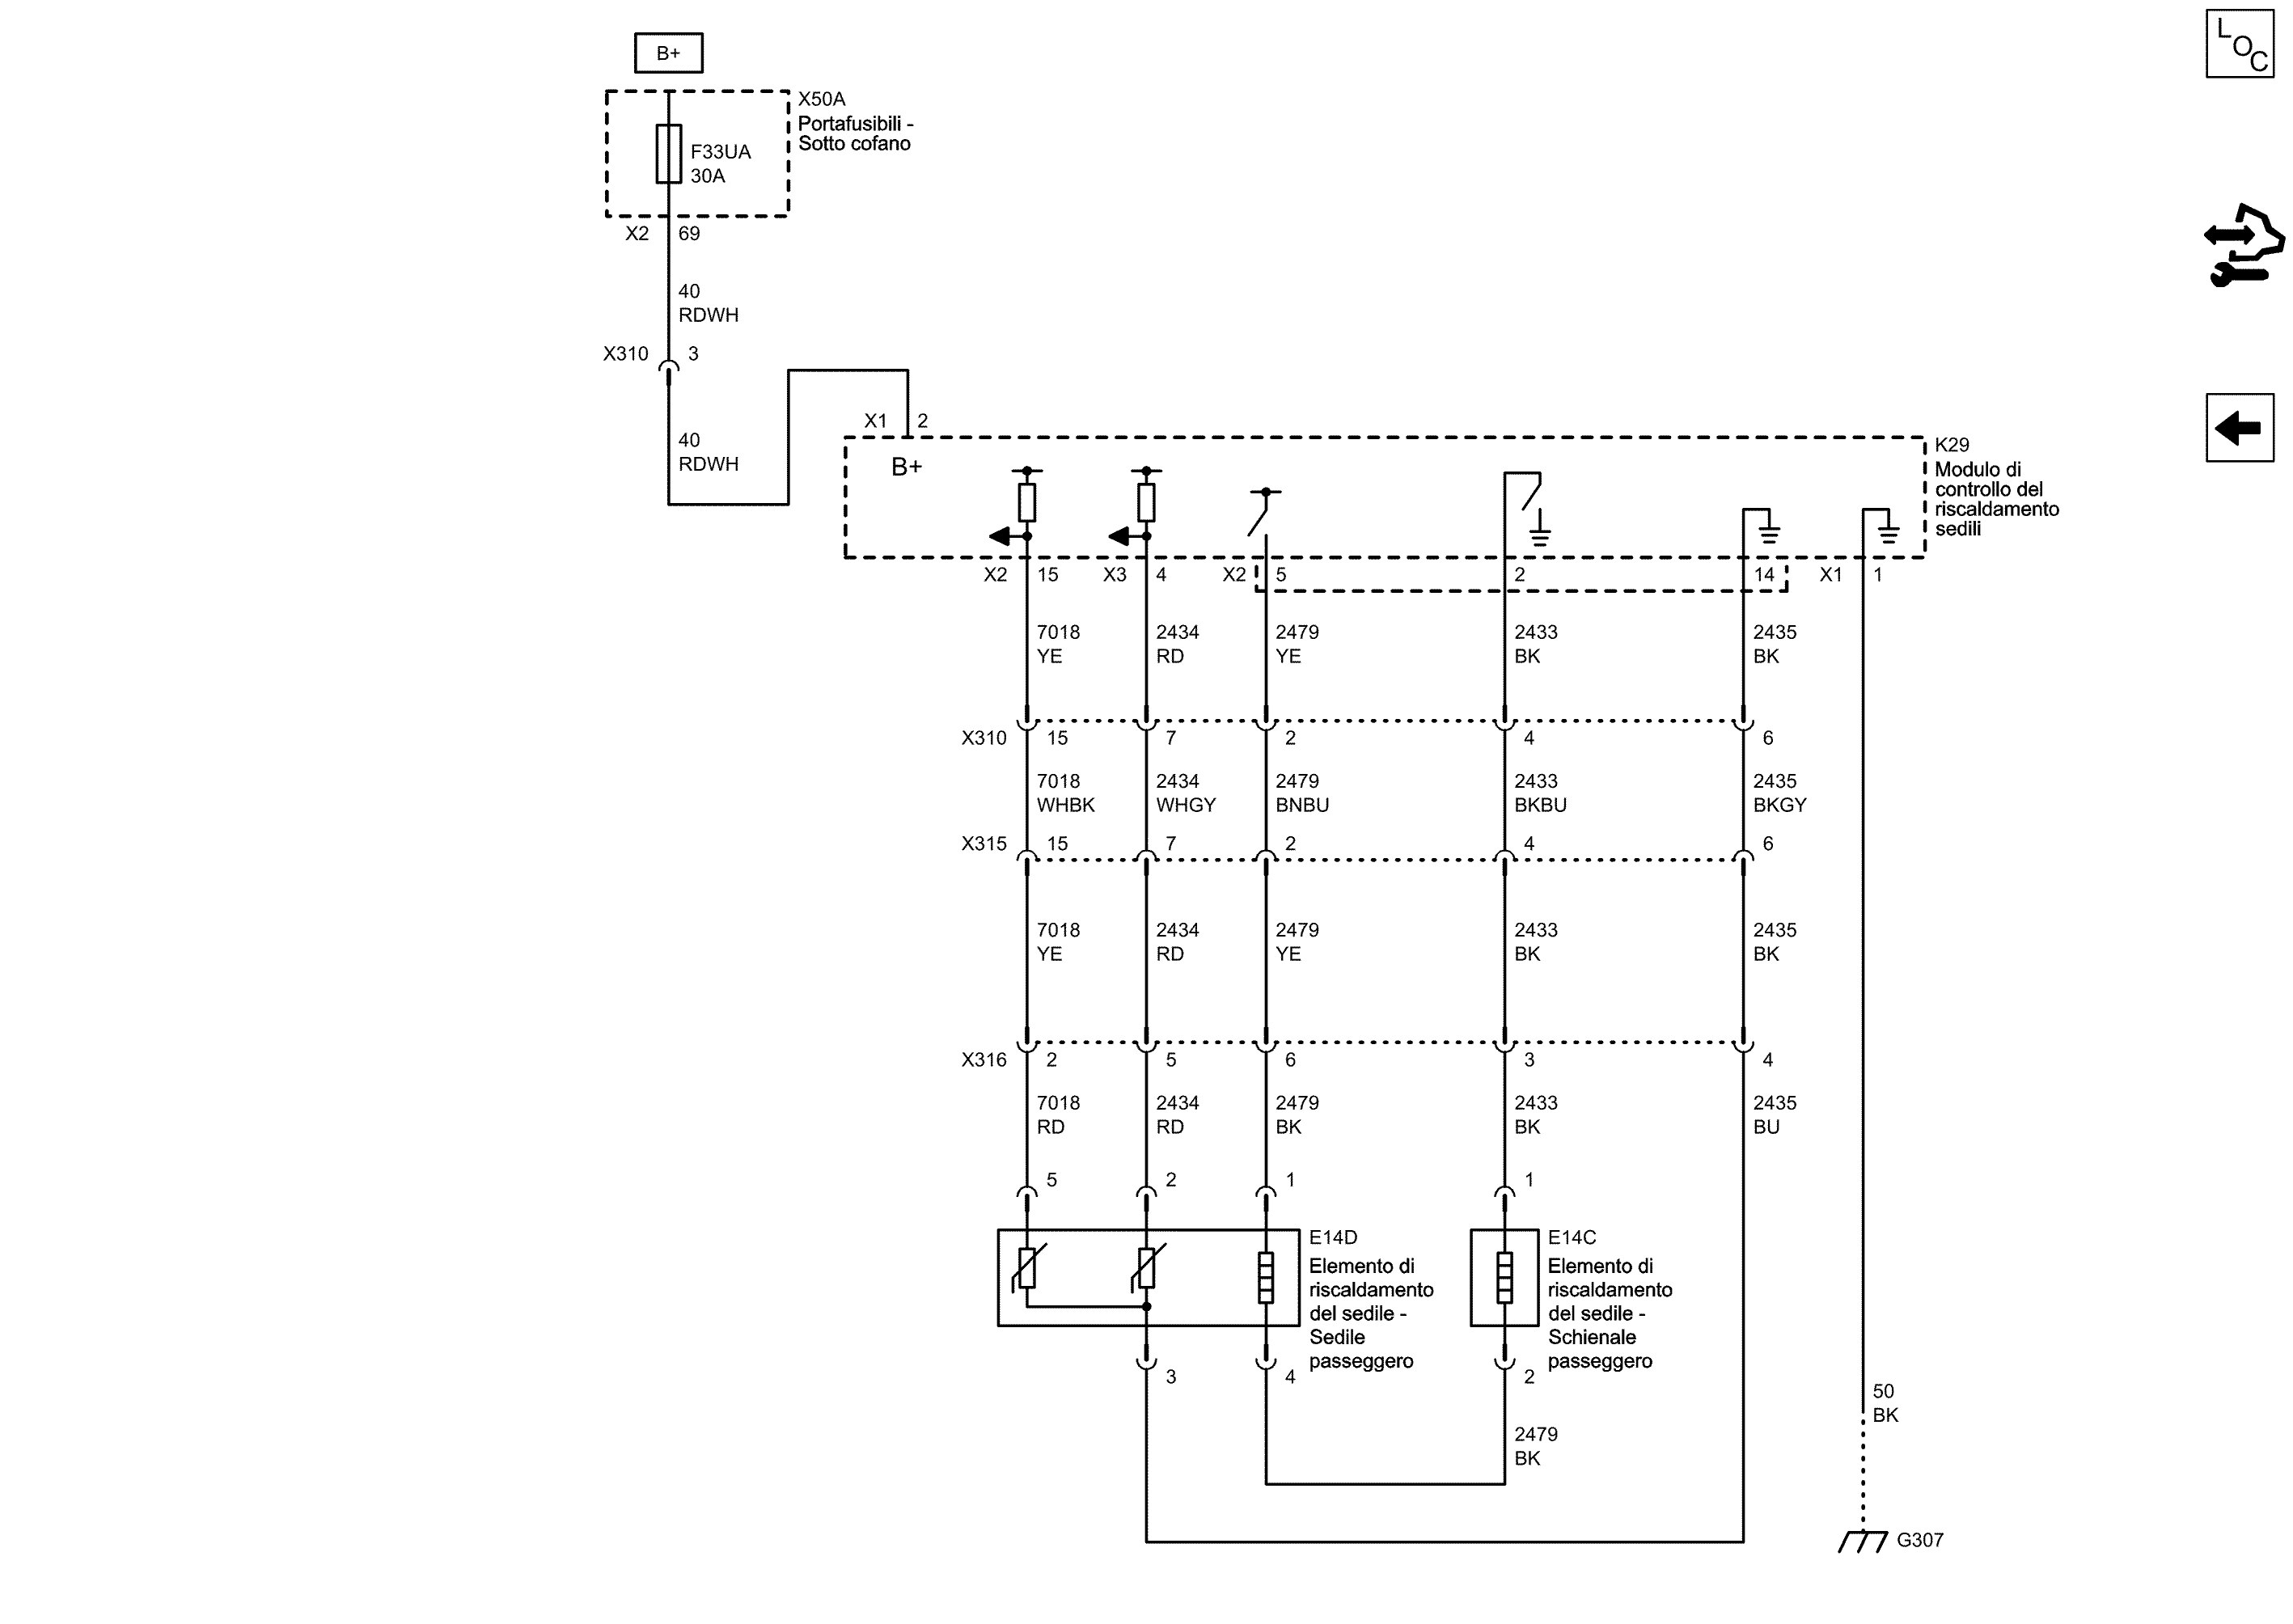 B+
L
O
C
X50A
Portafusibili -
Sotto cofano
F33UA
30A
X2 69
40
RDWH
X310 3
40
RDWH
X1 2
B+
K29
Modulo di
controllo del
riscaldamento
sedili
X2 15 X3 4 X2 5 2 14 X1 1
7018 2434 2479 2433 2435
YE RD YE BK BK
X310 15 7 2 4 6
7018 2434 2479 2433 2435
WHBK WHGY BNBU BKBU BKGY
X315 15 7 2 4 6
7018 2434 2479 2433 2435
YE RD YE BK BK
X316 2 5 6 3 4
7018 2434 2479 2433 2435
RD RD BK BK BU
5 2 1 1
E14D
Elemento di
riscaldamento
del sedile -
Sedile
passeggero
E14C
Elemento di
riscaldamento
del sedile -
Schienale
passeggero
3 4 2
50
BK
2479
BK
G307